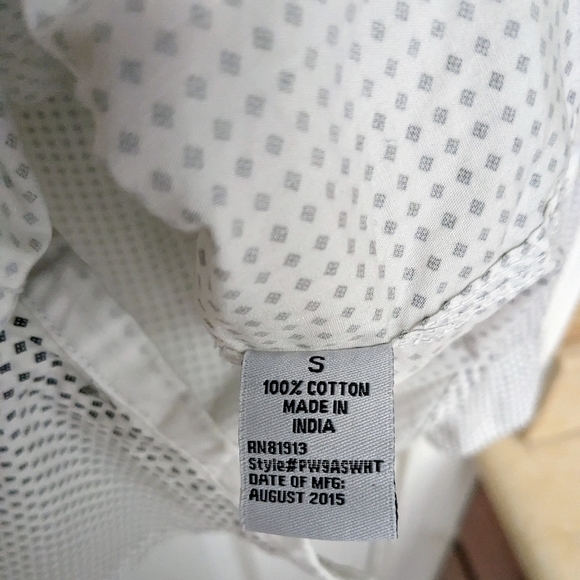 S
100% COTTON
MADE IN
INDIA
RN81913
Style#PW9ASWHT
DATE OF MFG:
AUGUST 2015